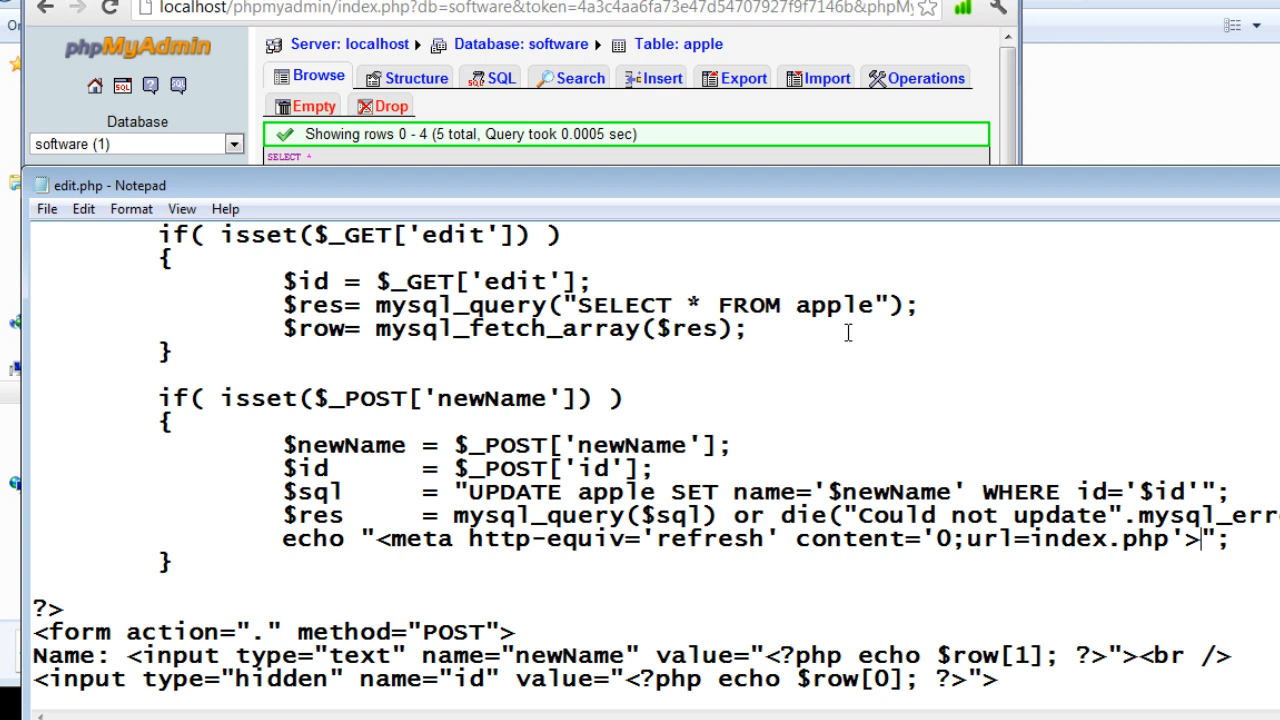 localhost/phpmyadmin/index.php?db=software&token=4a3c4aa6fa73e47d54707927f9f7146b&phpMy
phpMyAdmin
Server: localhost ▸ Database: software ▸ Table: apple
Browse Structure SQL Search Insert Export Import Operations
Empty Drop
Database
software (1)
Showing rows 0 - 4 (5 total, Query took 0.0005 sec)
SELECT *
edit.php - Notepad
File Edit Format View Help
if( isset($_GET['edit']) )
{
$id = $_GET['edit'];
$res= mysql_query("SELECT * FROM apple");
$row= mysql_fetch_array($res);
}
if( isset($_POST['newName']) )
{
$newName = $_POST['newName'];
$id = $_POST['id'];
$sql = "UPDATE apple SET name='$newName' WHERE id='$id'";
$res = mysql_query($sql) or die("Could not update".mysql_erro
echo "<meta http-equiv='refresh' content='0;url=index.php'>";
}
?>
<form action="." method="POST">
Name: <input type="text" name="newName" value="<?php echo $row[1]; ?>"><br />
<input type="hidden" name="id" value="<?php echo $row[0]; ?>">